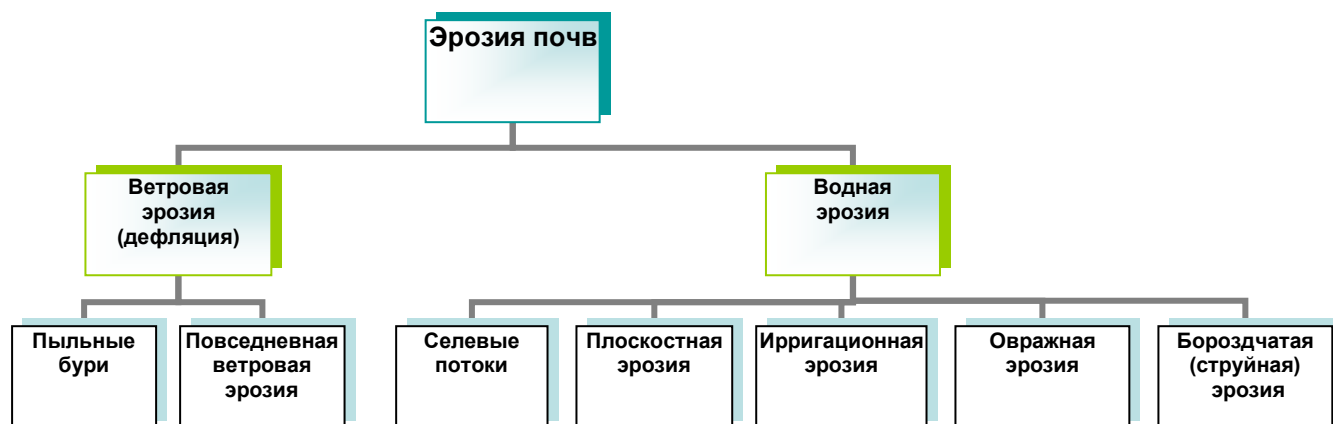 Эрозия почв
Ветровая
эрозия
(дефляция)
Водная
эрозия
Пыльные
бури
Повседневная
ветровая
эрозия
Селевые
потоки
Плоскостная
эрозия
Ирригационная
эрозия
Овражная
эрозия
Бороздчатая
(струйная)
эрозия